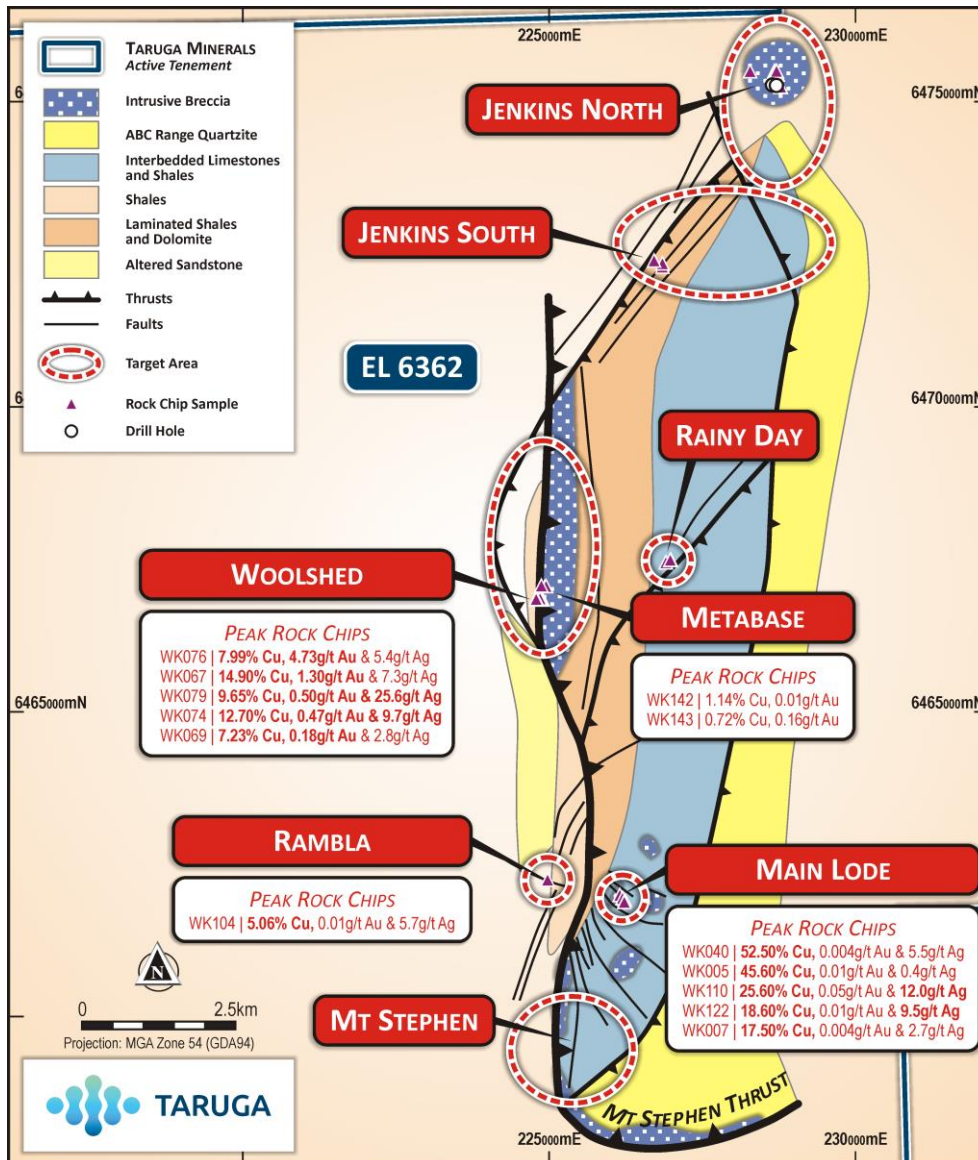 225000mE
230000mE
TARUGA MINERALS
Active Tenement
Intrusive Breccia
ABC Range Quartzite
Interbedded Limestones
and Shales
Shales
Laminated Shales
and Dolomite
Altered Sandstone
Thrusts
Faults
Target Area
Rock Chip Sample
Drill Hole
6475000mN
JENKINS NORTH
JENKINS SOUTH
EL 6362
6470000mN
RAINY DAY
WOOLSHED
PEAK ROCK CHIPS
WK076 | 7.99% Cu, 4.73g/t Au & 5.4g/t Ag
WK067 | 14.90% Cu, 1.30g/t Au & 7.3g/t Ag
WK079 | 9.65% Cu, 0.50g/t Au & 25.6g/t Ag
WK074 | 12.70% Cu, 0.47g/t Au & 9.7g/t Ag
WK069 | 7.23% Cu, 0.18g/t Au & 2.8g/t Ag
METABASE
PEAK ROCK CHIPS
WK142 | 1.14% Cu, 0.01g/t Au
WK143 | 0.72% Cu, 0.16g/t Au
6465000mN
6465000mN
RAMBLA
PEAK ROCK CHIPS
WK104 | 5.06% Cu, 0.01g/t Au & 5.7g/t Ag
MAIN LODE
PEAK ROCK CHIPS
WK040 | 52.50% Cu, 0.004g/t Au & 5.5g/t Ag
WK005 | 45.60% Cu, 0.01g/t Au & 0.4g/t Ag
WK110 | 25.60% Cu, 0.05g/t Au & 12.0g/t Ag
WK122 | 18.60% Cu, 0.01g/t Au & 9.5g/t Ag
WK007 | 17.50% Cu, 0.004g/t Au & 2.7g/t Ag
N
0 2.5km
Projection: MGA Zone 54 (GDA94)
MT STEPHEN
MT STEPHEN THRUST
TARUGA
225000mE
230000mE